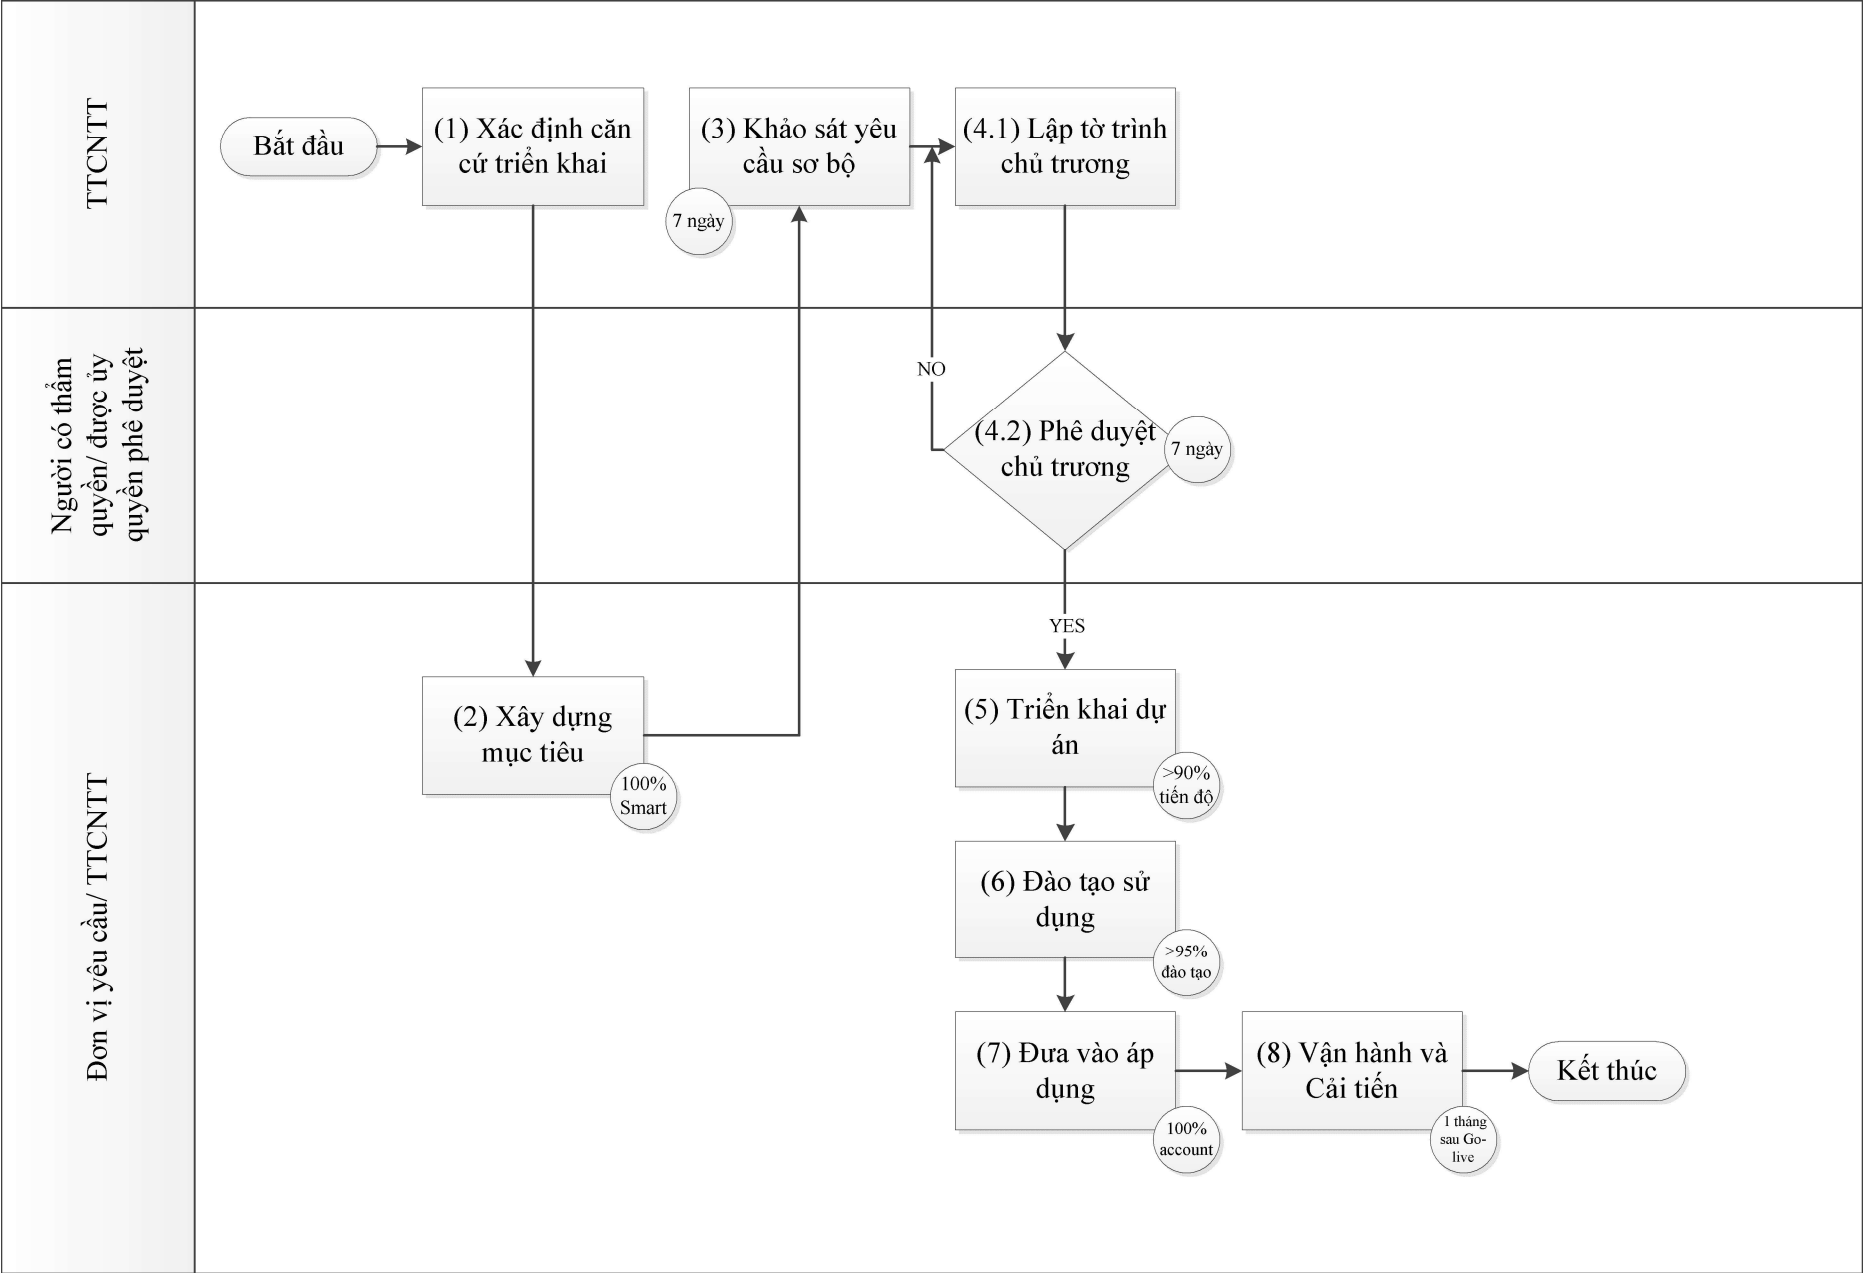 TTCNTT
Bắt đầu
(1) Xác định căn
cứ triển khai
(3) Khảo sát yêu
cầu sơ bộ
7 ngày
(4.1) Lập tờ trình
chủ trương
Người có thẩm
quyền/ được ủy
quyền phê duyệt
NO
(4.2) Phê duyệt
chủ trương
7 ngày
YES
Đơn vị yêu cầu/ TTCNTT
(2) Xây dựng
mục tiêu
100%
Smart
(5) Triển khai dự
án
>90%
tiến độ
(6) Đào tạo sử
dụng
>95%
đào tạo
(7) Đưa vào áp
dụng
100%
account
(8) Vận hành và
Cải tiến
1 tháng
sau Go-
live
Kết thúc